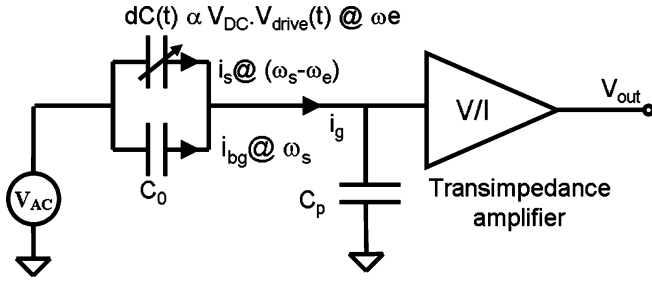 dC(t) α V_DC.V_drive(t) @ ωe
i_s@ (ω_s-ω_e)
V_out
V/I
i_g
i_bg@ ω_s
V_AC
C_0
C_p
Transimpedance
amplifier